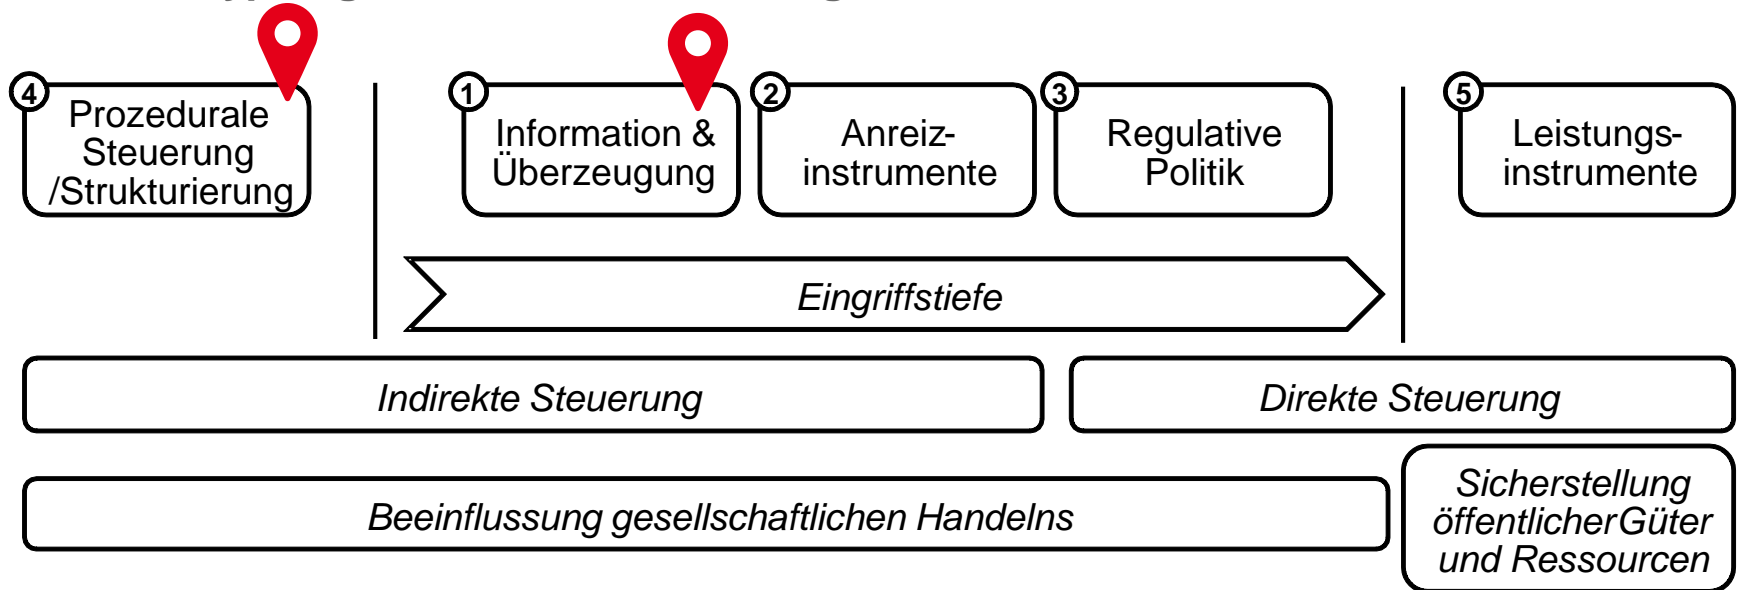 4
Prozedurale
Steuerung
/Strukturierung
1
Information &
Überzeugung
2
Anreiz-
instrumente
3
Regulative
Politik
5
Leistungs-
instrumente
Eingriffstiefe
Indirekte Steuerung
Direkte Steuerung
Beeinflussung gesellschaftlichen Handelns
Sicherstellung
öffentlicherGüter
und Ressourcen